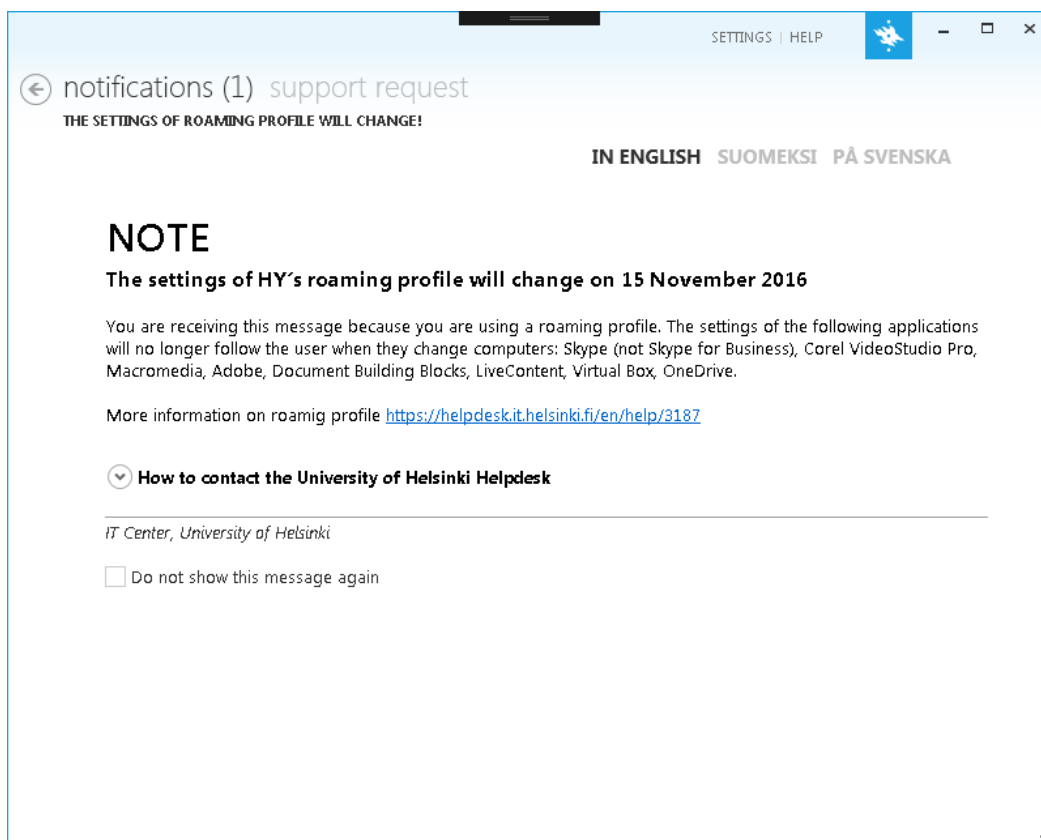 SETTINGS | HELP
notifications (1) support request
THE SETTINGS OF ROAMING PROFILE WILL CHANGE!
IN ENGLISH SUOMEKSI PÅ SVENSKA
NOTE
The settings of HY´s roaming profile will change on 15 November 2016
You are receiving this message because you are using a roaming profile. The settings of the following applications
will no longer follow the user when they change computers: Skype (not Skype for Business), Corel VideoStudio Pro,
Macromedia, Adobe, Document Building Blocks, LiveContent, Virtual Box, OneDrive.
More information on roamig profile https://helpdesk.it.helsinki.fi/en/help/3187
How to contact the University of Helsinki Helpdesk
IT Center, University of Helsinki
Do not show this message again